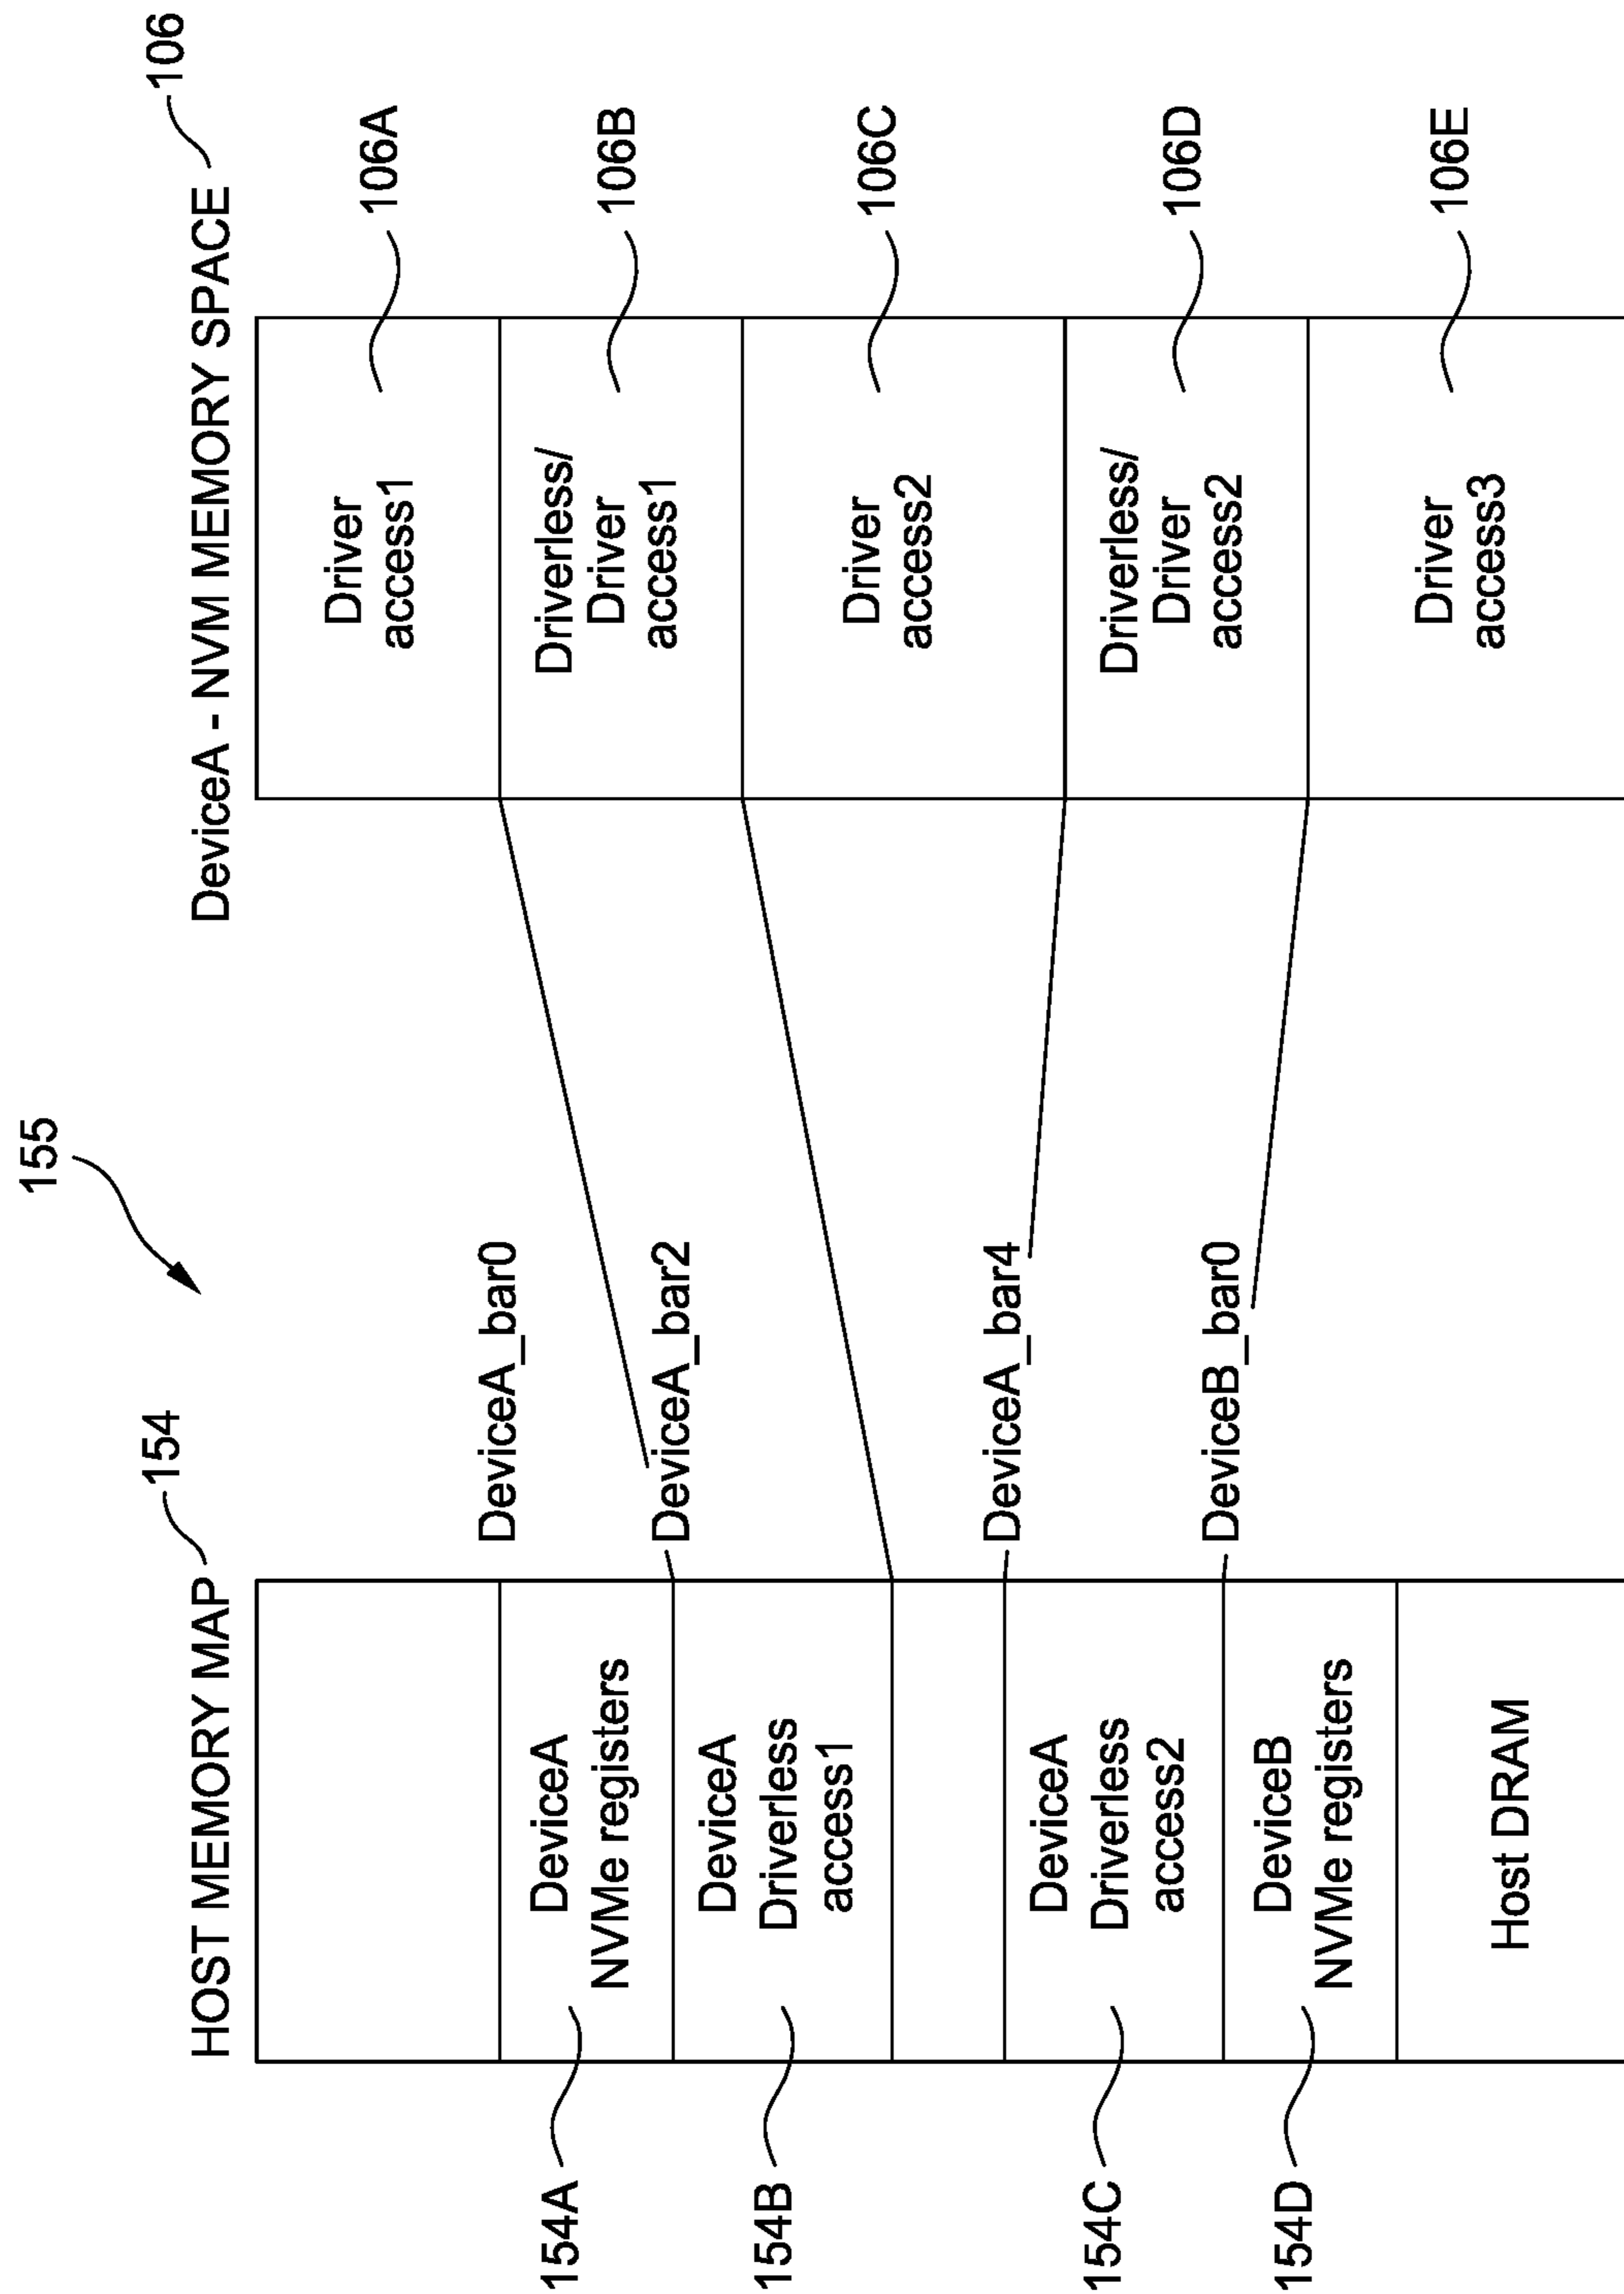 155
HOST MEMORY MAP
154
DeviceA - NVM MEMORY SPACE
106
154A
DeviceA
NVMe registers
154B
DeviceA
Driverless
access1
154C
DeviceA
Driverless
access2
154D
DeviceB
NVMe registers
Host DRAM
DeviceA_bar0
DeviceA_bar2
DeviceA_bar4
DeviceB_bar0
Driver
access1
106A
Driverless/
Driver
access1
106B
Driver
access2
106C
Driverless/
Driver
access2
106D
Driver
access3
106E